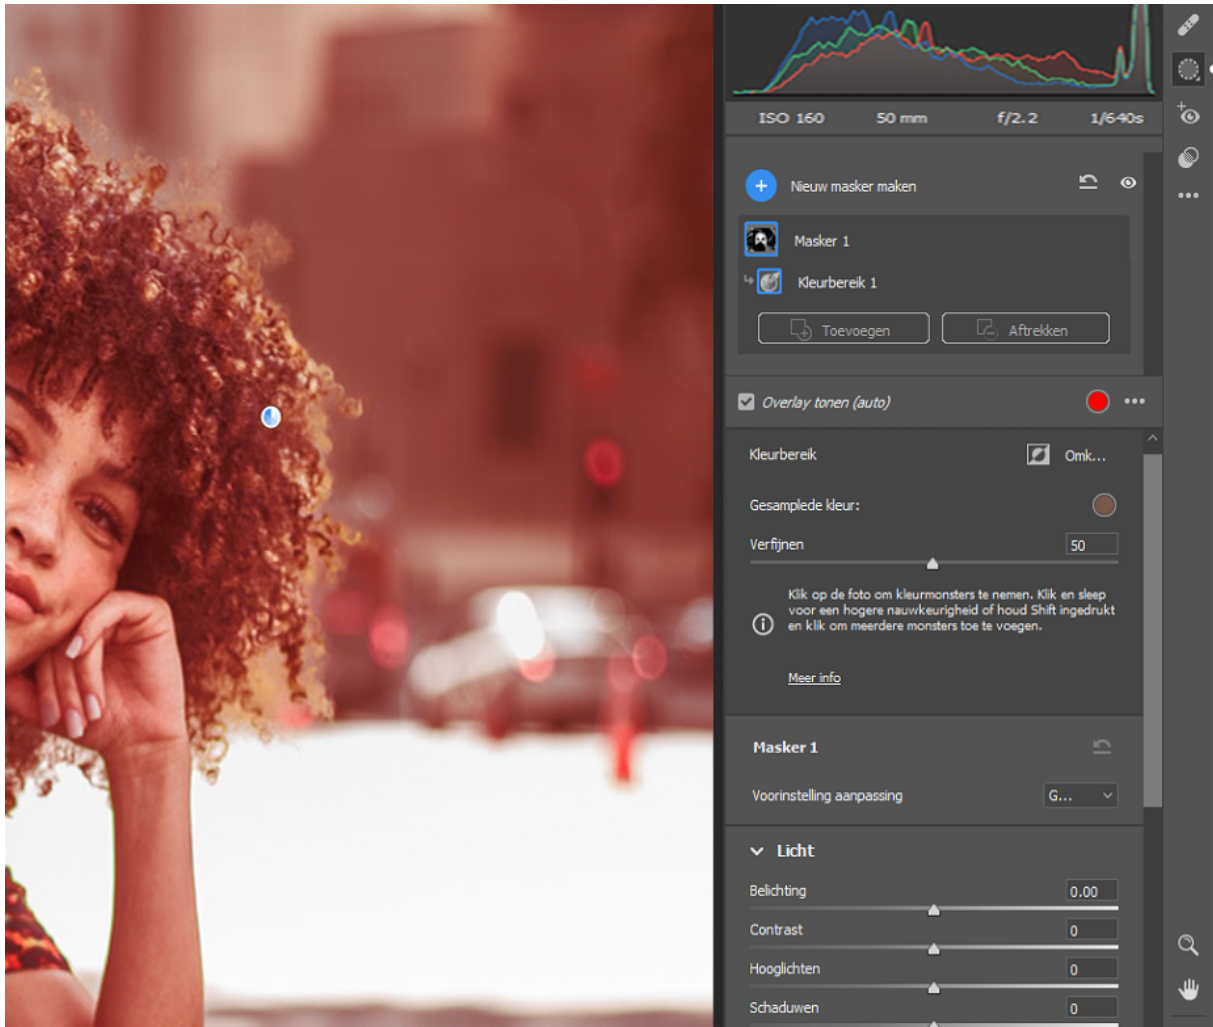 ISO 160 50 mm f/2.2 1/640s
Nieuw masker maken
Masker 1
Kleurbereik 1
Toevoegen Aftrekken
Overlay tonen (auto)
Kleurbereik Omk...
Gesamplede kleur:
Verfijnen 50
Klik op de foto om kleurmonsters te nemen. Klik en sleep
voor een hogere nauwkeurigheid of houd Shift ingedrukt
en klik om meerdere monsters toe te voegen.
Meer info
Masker 1
Voorinstelling aanpassing G...
Licht
Belichting 0.00
Contrast 0
Hooglichten 0
Schaduwen 0